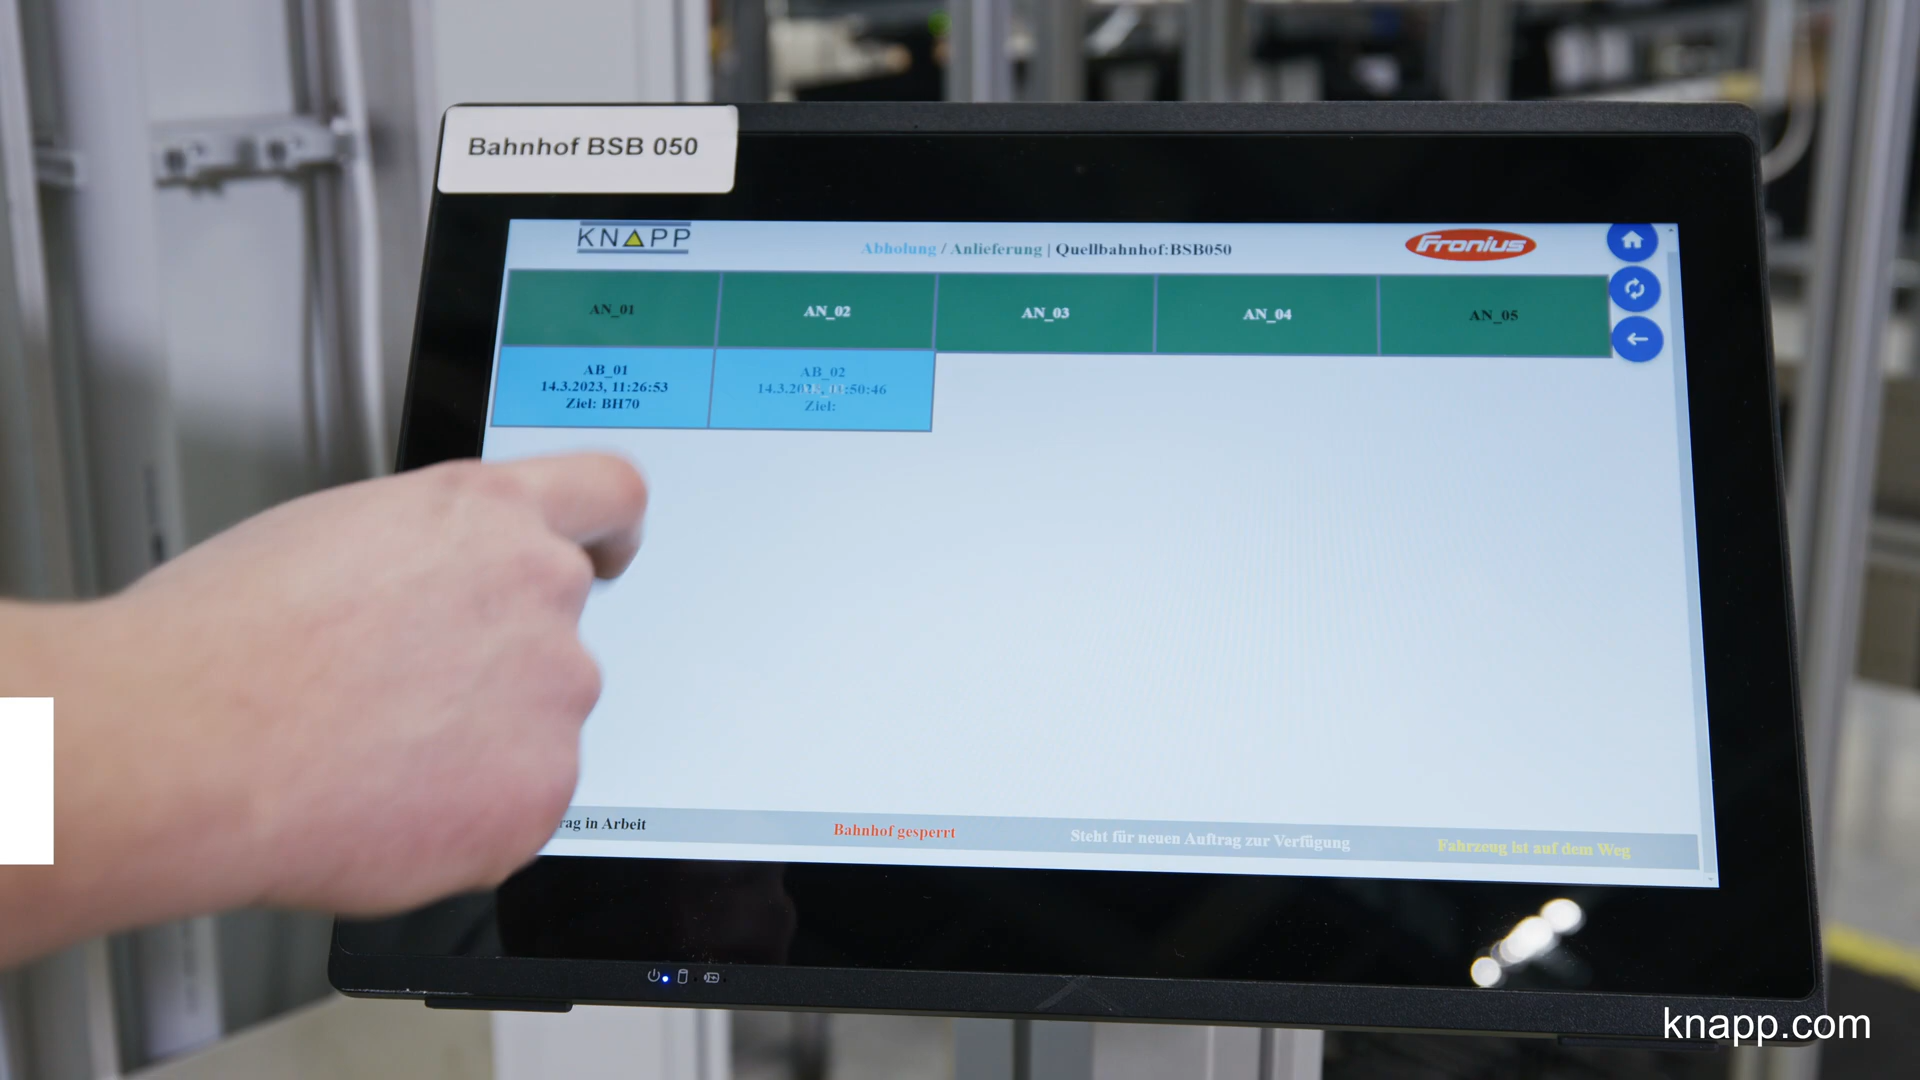 Bahnhof BSB 050
KNAPP
Abholung / Anlieferung | Quellbahnhof:BSB050
Fronius
AN_01
AN_02
AN_03
AN_04
AN_05
AB_01
14.3.2023, 11:26:53
Ziel: BH70
AB_02
Ziel:
in Arbeit
Bahnhof gesperrt
Steht für neuen Auftrag zur Verfügung
Fahrzeug ist auf dem Weg
knapp.com